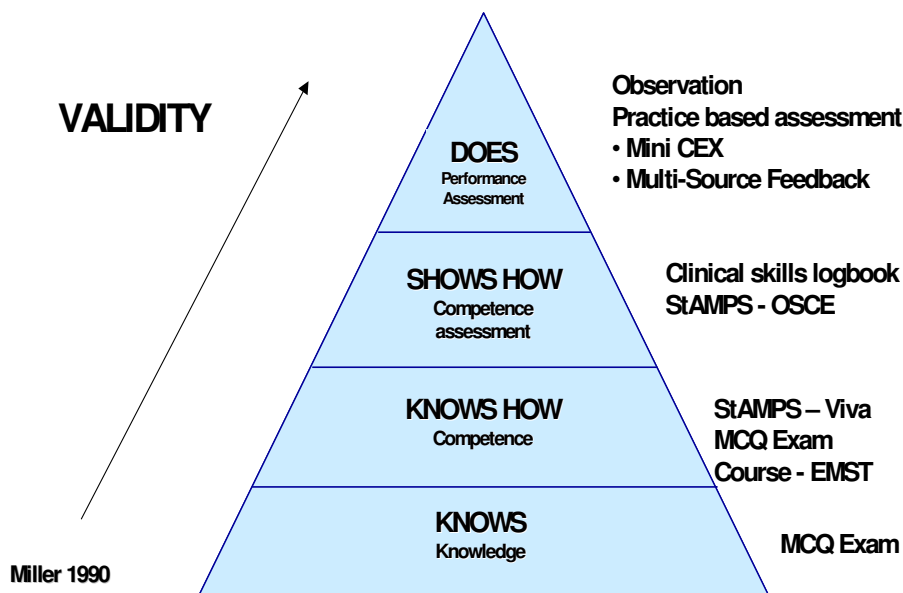 VALIDITY
Observation
Practice based assessment
• Mini CEX
• Multi-Source Feedback
DOES
Performance
Assessment
SHOWS HOW
Competence
assessment
Clinical skills logbook
StAMPS - OSCE
KNOWS HOW
Competence
StAMPS – Viva
MCQ Exam
Course - EMST
KNOWS
Knowledge
MCQ Exam
Miller 1990